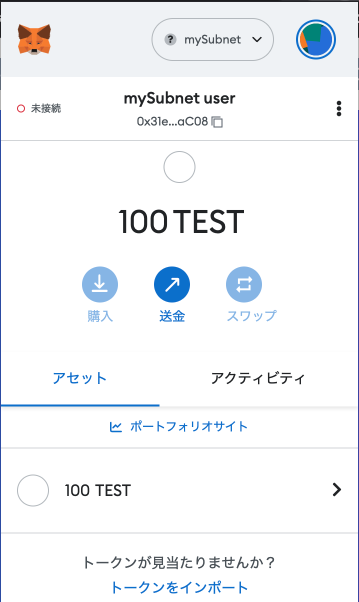 mySubnet
未接続
mySubnet user
0x31e...aC08
100 TEST
購入
送金
スワップ
アセット
アクティビティ
ポートフォリオサイト
100 TEST
トークンが見当たりませんか？
トークンをインポート